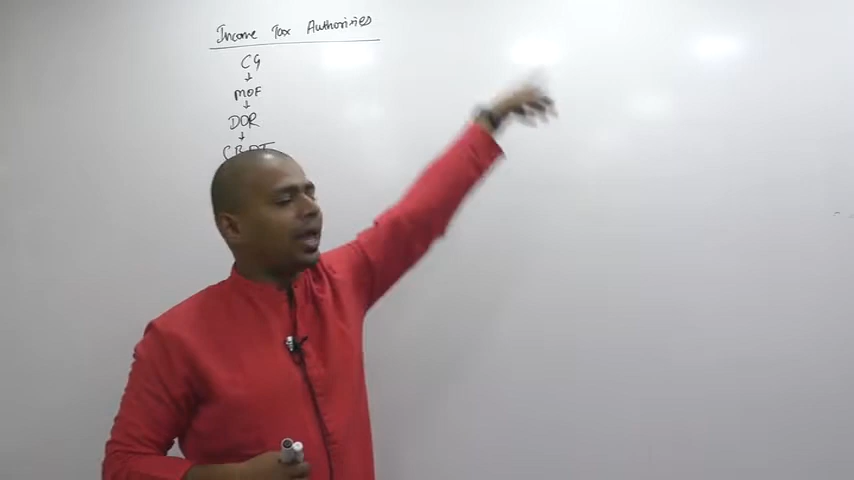 Income Tax Authorities
CG
↓
MOF
↓
DOR
↓
CBDT